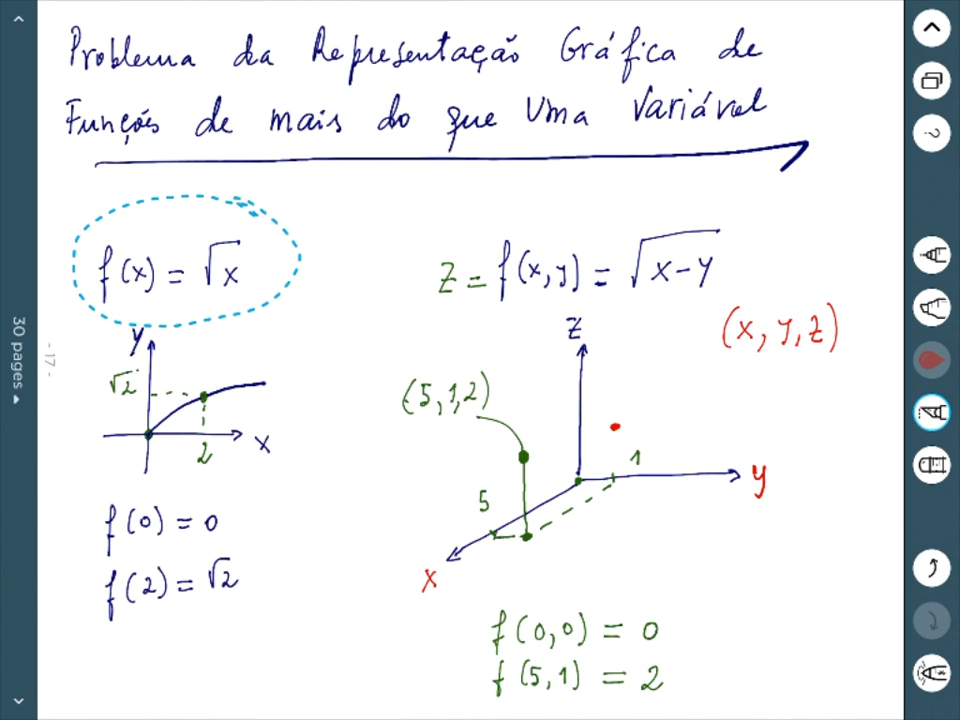 Problema da Representação Gráfica de
Funções de mais do que Uma Variável
f(x) = √x
z = f(x,y) = √x-y
(x, y, z)
y
√2
2
x
z
(5,1,2)
1
y
5
x
f(0) = 0
f(2) = √2
f(0,0) = 0
f(5,1) = 2
- 17 -
30 pages
?